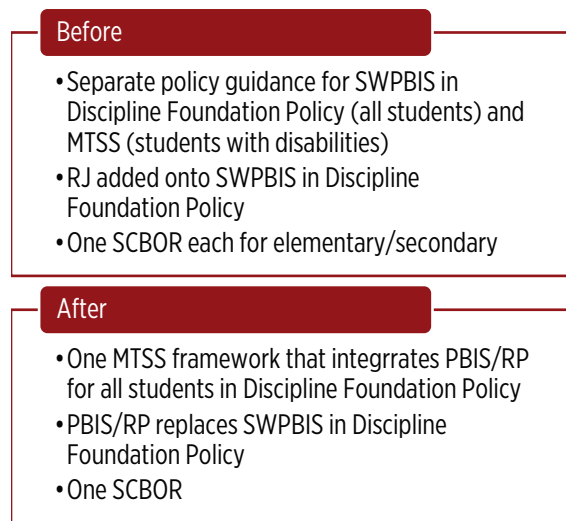 Before
•Separate policy guidance for SWPBIS in
Discipline Foundation Policy (all students) and
MTSS (students with disabilities)
•RJ added onto SWPBIS in Discipline
Foundation Policy
•One SCBOR each for elementary/secondary
After
•One MTSS framework that integrrates PBIS/RP
for all students in Discipline Foundation Policy
•PBIS/RP replaces SWPBIS in Discipline
Foundation Policy
•One SCBOR